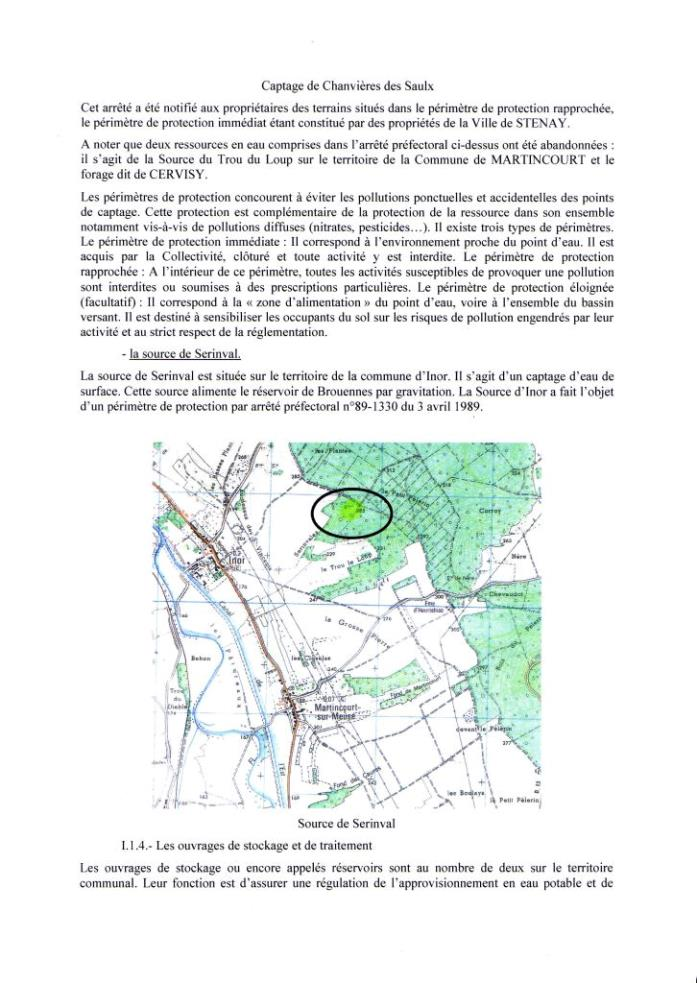 Captage de Chanvières des Saulx
Cet arrêté a été notifié aux propriétaires des terrains situés dans le périmètre de protection rapprochée,
le périmètre de protection immédiat étant constitué par des propriétés de la Ville de STENAY.
A noter que deux ressources en eau comprises dans l'arrêté préfectoral ci-dessus ont été abandonnées :
il s'agit de la Source du Trou du Loup sur le territoire de la Commune de MARTINCOURT et le
forage dit de CERVISY.
Les périmètres de protection concourent à éviter les pollutions ponctuelles et accidentelles des points
de captage. Cette protection est complémentaire de la protection de la ressource dans son ensemble
notamment vis-à-vis de pollutions diffuses (nitrates, pesticides…). Il existe trois types de périmètres.
Le périmètre de protection immédiate : Il correspond à l'environnement proche du point d'eau. Il est
acquis par la Collectivité, clôturé et toute activité y est interdite. Le périmètre de protection
rapprochée : A l'intérieur de ce périmètre, toutes les activités susceptibles de provoquer une pollution
sont interdites ou soumises à des prescriptions particulières. Le périmètre de protection éloignée
(facultatif) : Il correspond à la « zone d'alimentation » du point d'eau, voire à l'ensemble du bassin
versant. Il est destiné à sensibiliser les occupants du sol sur les risques de pollution engendrés par leur
activité et au strict respect de la réglementation.
- la source de Serinval.
La source de Serinval est située sur le territoire de la commune d'Inor. Il s'agit d'un captage d'eau de
surface. Cette source alimente le réservoir de Brouennes par gravitation. La Source d'Inor a fait l'objet
d'un périmètre de protection par arrêté préfectoral n°89-1330 du 3 avril 1989.
les Plantes
Inor
le Trou le Loup
Carroy
Nère
Chevaudos
la Grosse Pierre
Behon
Canal
de
l'Est
Trou
du
Diable
Martincourt-
sur-Meuse
Fond de
devant le Pèlerin
les Boulays
le Petit Pèlerin
Source de Serinval
I.1.4.- Les ouvrages de stockage et de traitement
Les ouvrages de stockage ou encore appelés réservoirs sont au nombre de deux sur le territoire
communal. Leur fonction est d'assurer une régulation de l'approvisionnement en eau potable et de